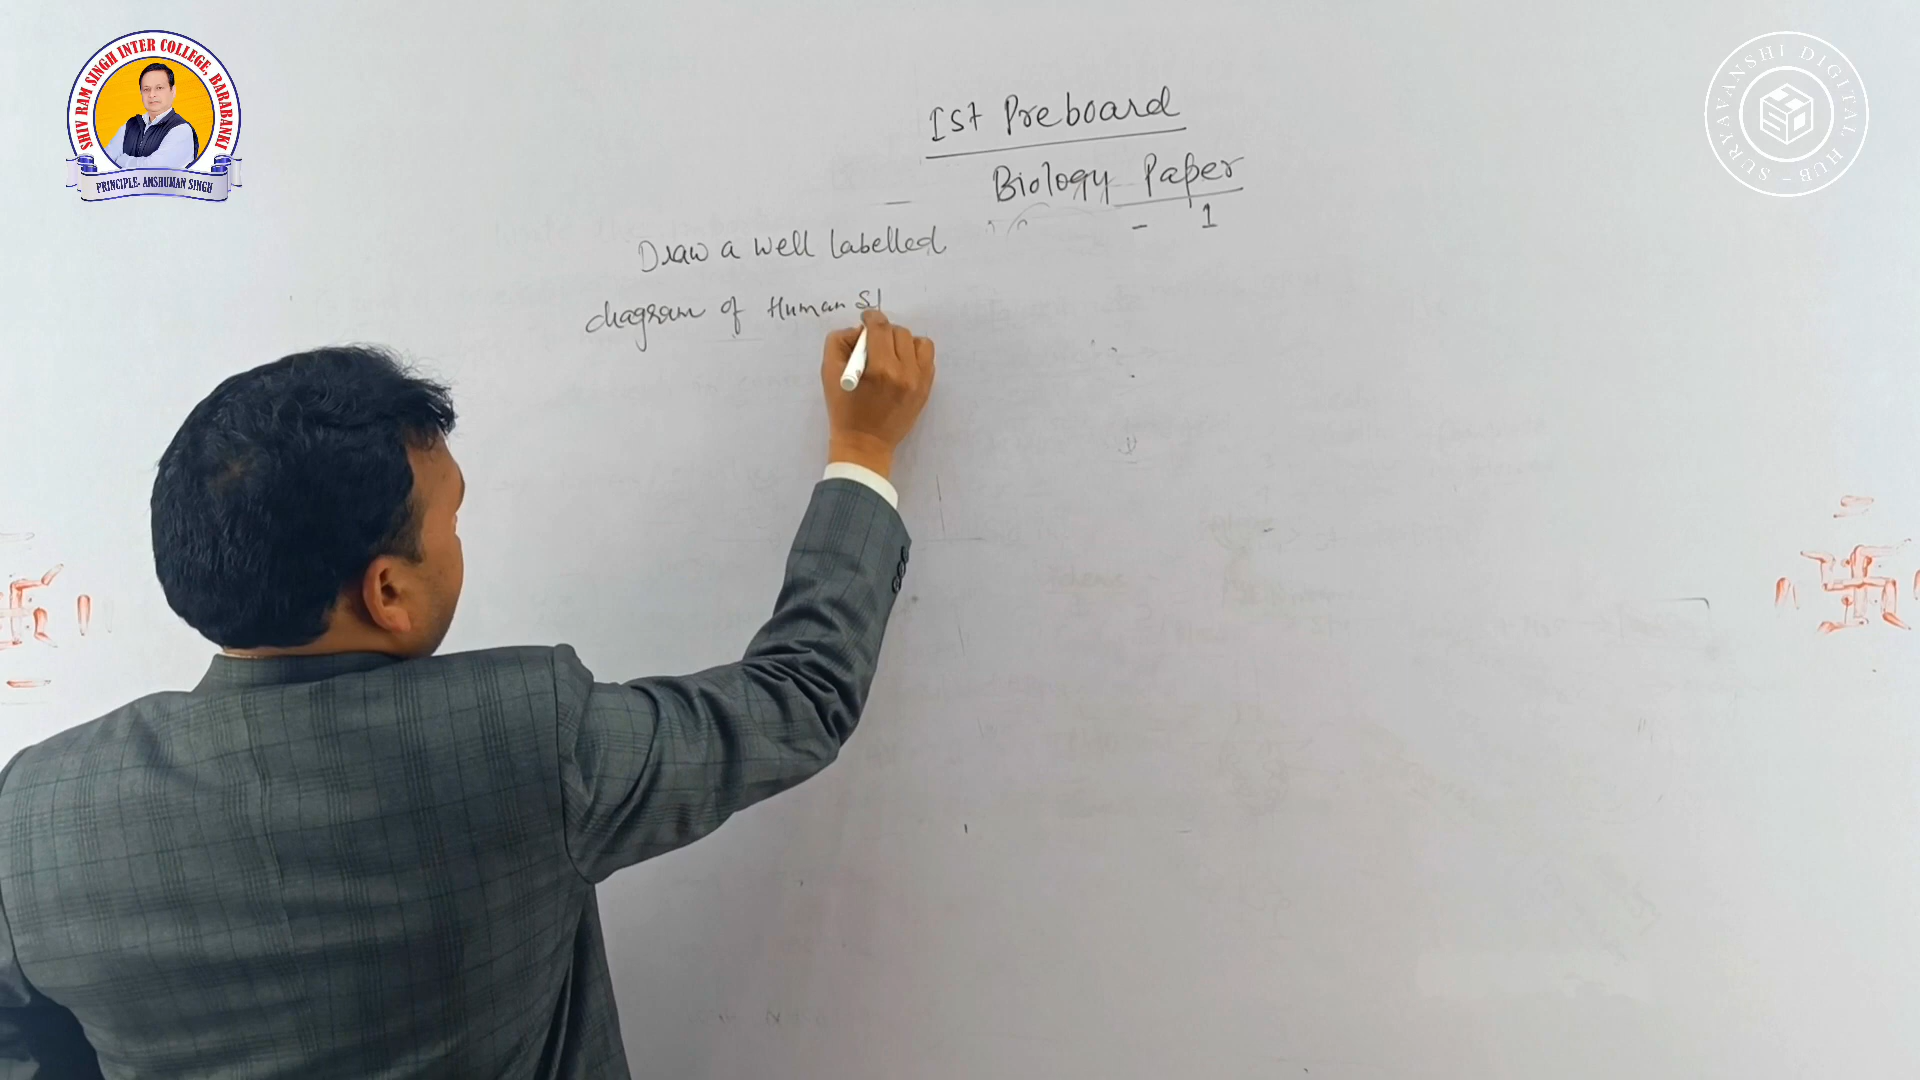 SHIV RAM SINGH INTER COLLEGE, BARABANKI
PRINCIPLE- ANSHUMAN SINGH
SURYAVANSHI DIGITAL HUB
Ist Preboard
Biology Paper
- 1
Draw a well labelled
diagram of Human